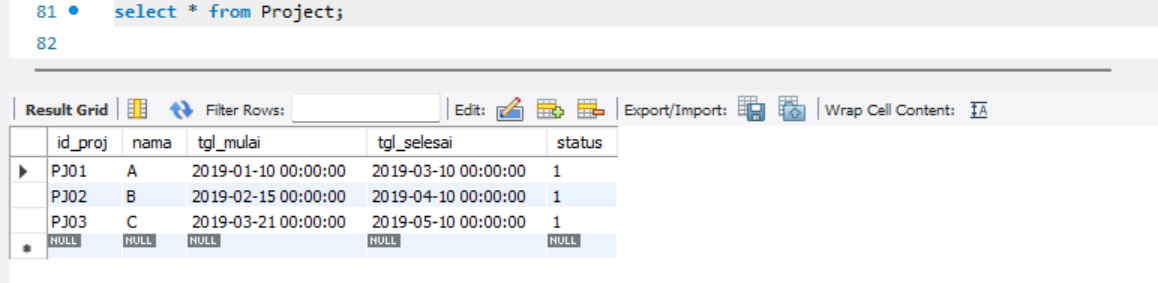 81 select * from Project;
82
Result Grid Filter Rows: Edit: Export/Import: Wrap Cell Content: IA
id_proj nama tgl_mulai tgl_selesai status
PJ01 A 2019-01-10 00:00:00 2019-03-10 00:00:00 1
PJ02 B 2019-02-15 00:00:00 2019-04-10 00:00:00 1
PJ03 C 2019-03-21 00:00:00 2019-05-10 00:00:00 1
NULL NULL NULL NULL NULL